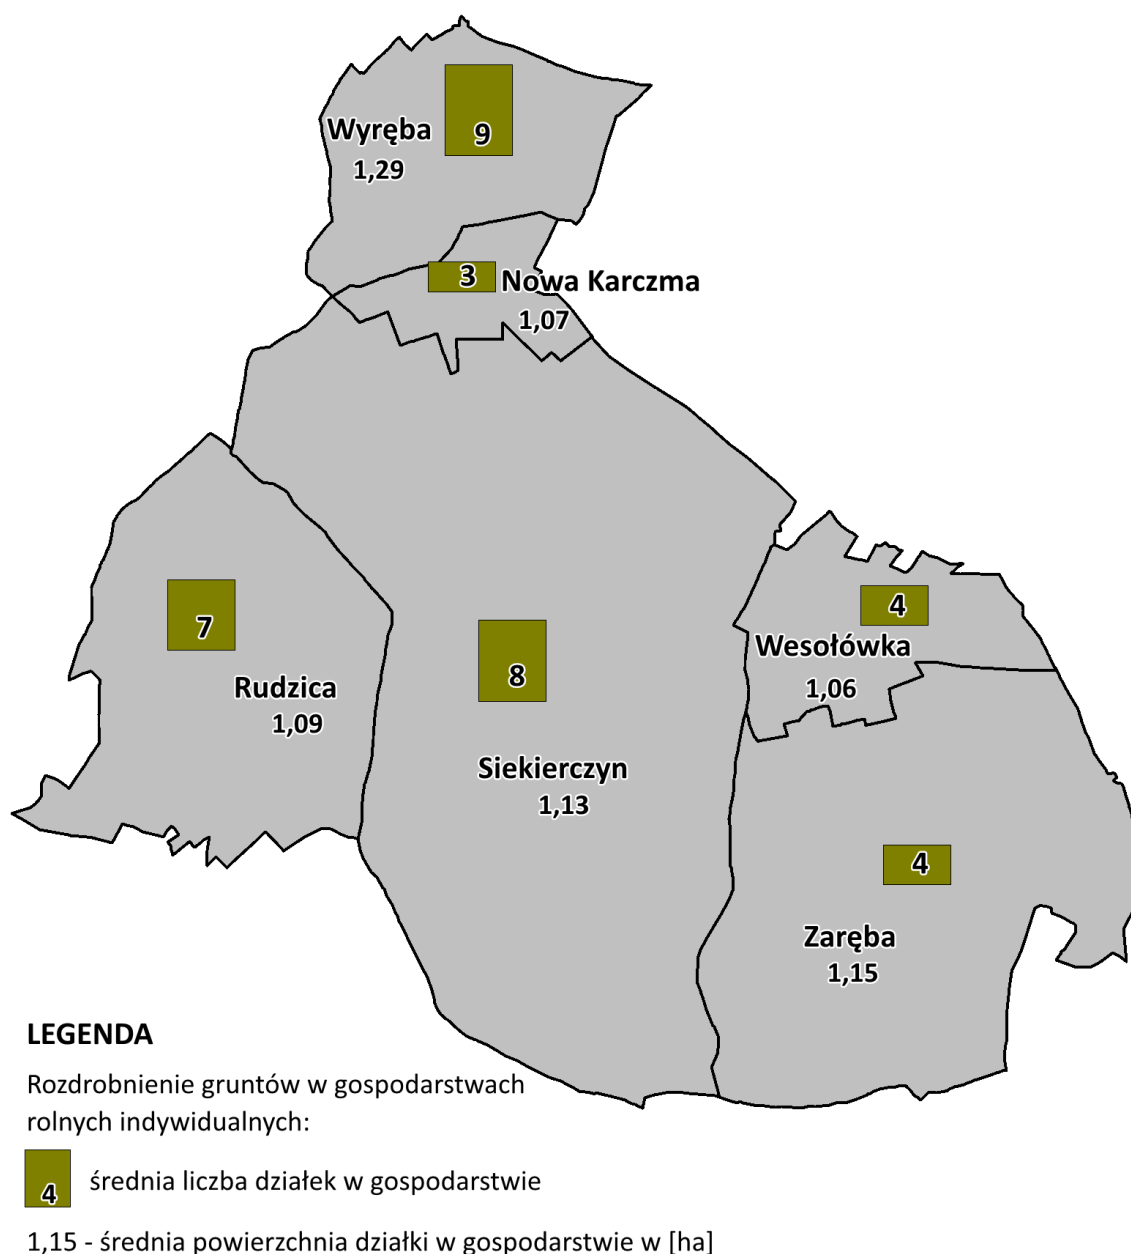 9
Wyręba
1,29
3
Nowa Karczma
1,07
4
7
Wesołówka
8
1,06
Rudzica
1,09
Siekierczyn
1,13
4
Zaręba
1,15
LEGENDA
Rozdrobnienie gruntów w gospodarstwach
rolnych indywidualnych:
4 średnia liczba działek w gospodarstwie
1,15 - średnia powierzchnia działki w gospodarstwie w [ha]